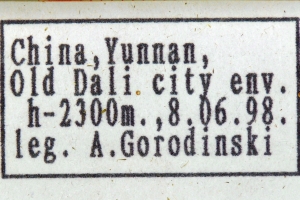 China,Yunnan,
Old Dali city env.
h-2300m.,8.06.98.
leg. A.Gorodinski